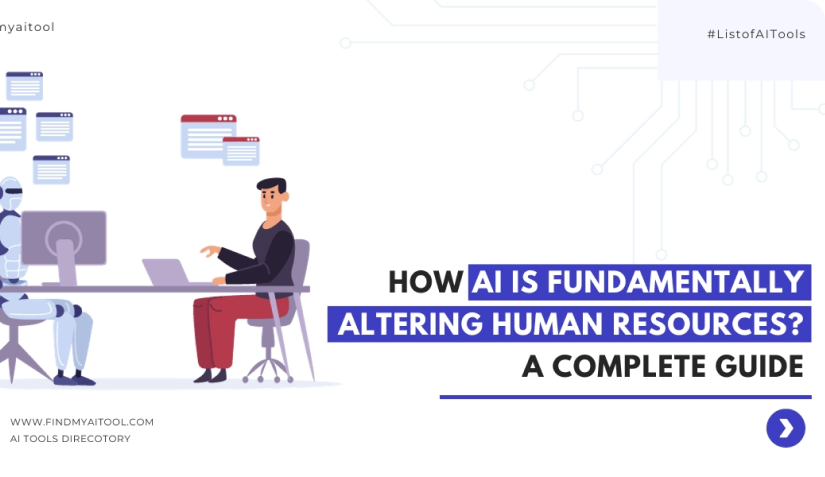 myaitool
#ListofAITools
HOW AI IS FUNDAMENTALLY
ALTERING HUMAN RESOURCES?
A COMPLETE GUIDE
WWW.FINDMYAITOOL.COM
AI TOOLS DIRECOTORY